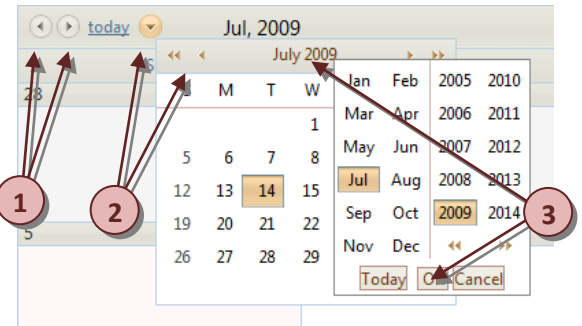 today Jul, 2009
July 2009
S
28
M T W
1
5 6 7 8
12 13 14 15
19 20 21 22
26 27 28 29
5
Jan Feb 2005 2010
Mar Apr 2006 2011
May Jun 2007 2012
Jul Aug 2008 2013
Sep Oct 2009 2014
Nov Dec
Today Cancel
1
2
3